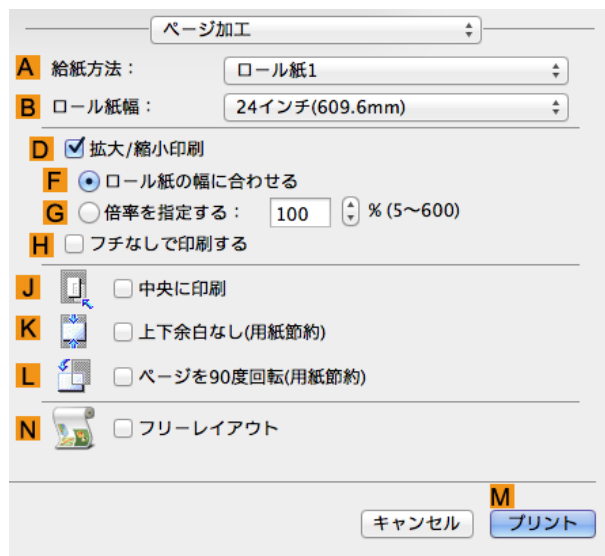 ページ加工
A 給紙方法： ロール紙1
B ロール紙幅： 24インチ(609.6mm)
D 拡大/縮小印刷
F ロール紙の幅に合わせる
G 倍率を指定する： 100 % (5〜600)
H フチなしで印刷する
J 中央に印刷
K 上下余白なし(用紙節約)
L ページを90度回転(用紙節約)
N フリーレイアウト
M
キャンセル プリント